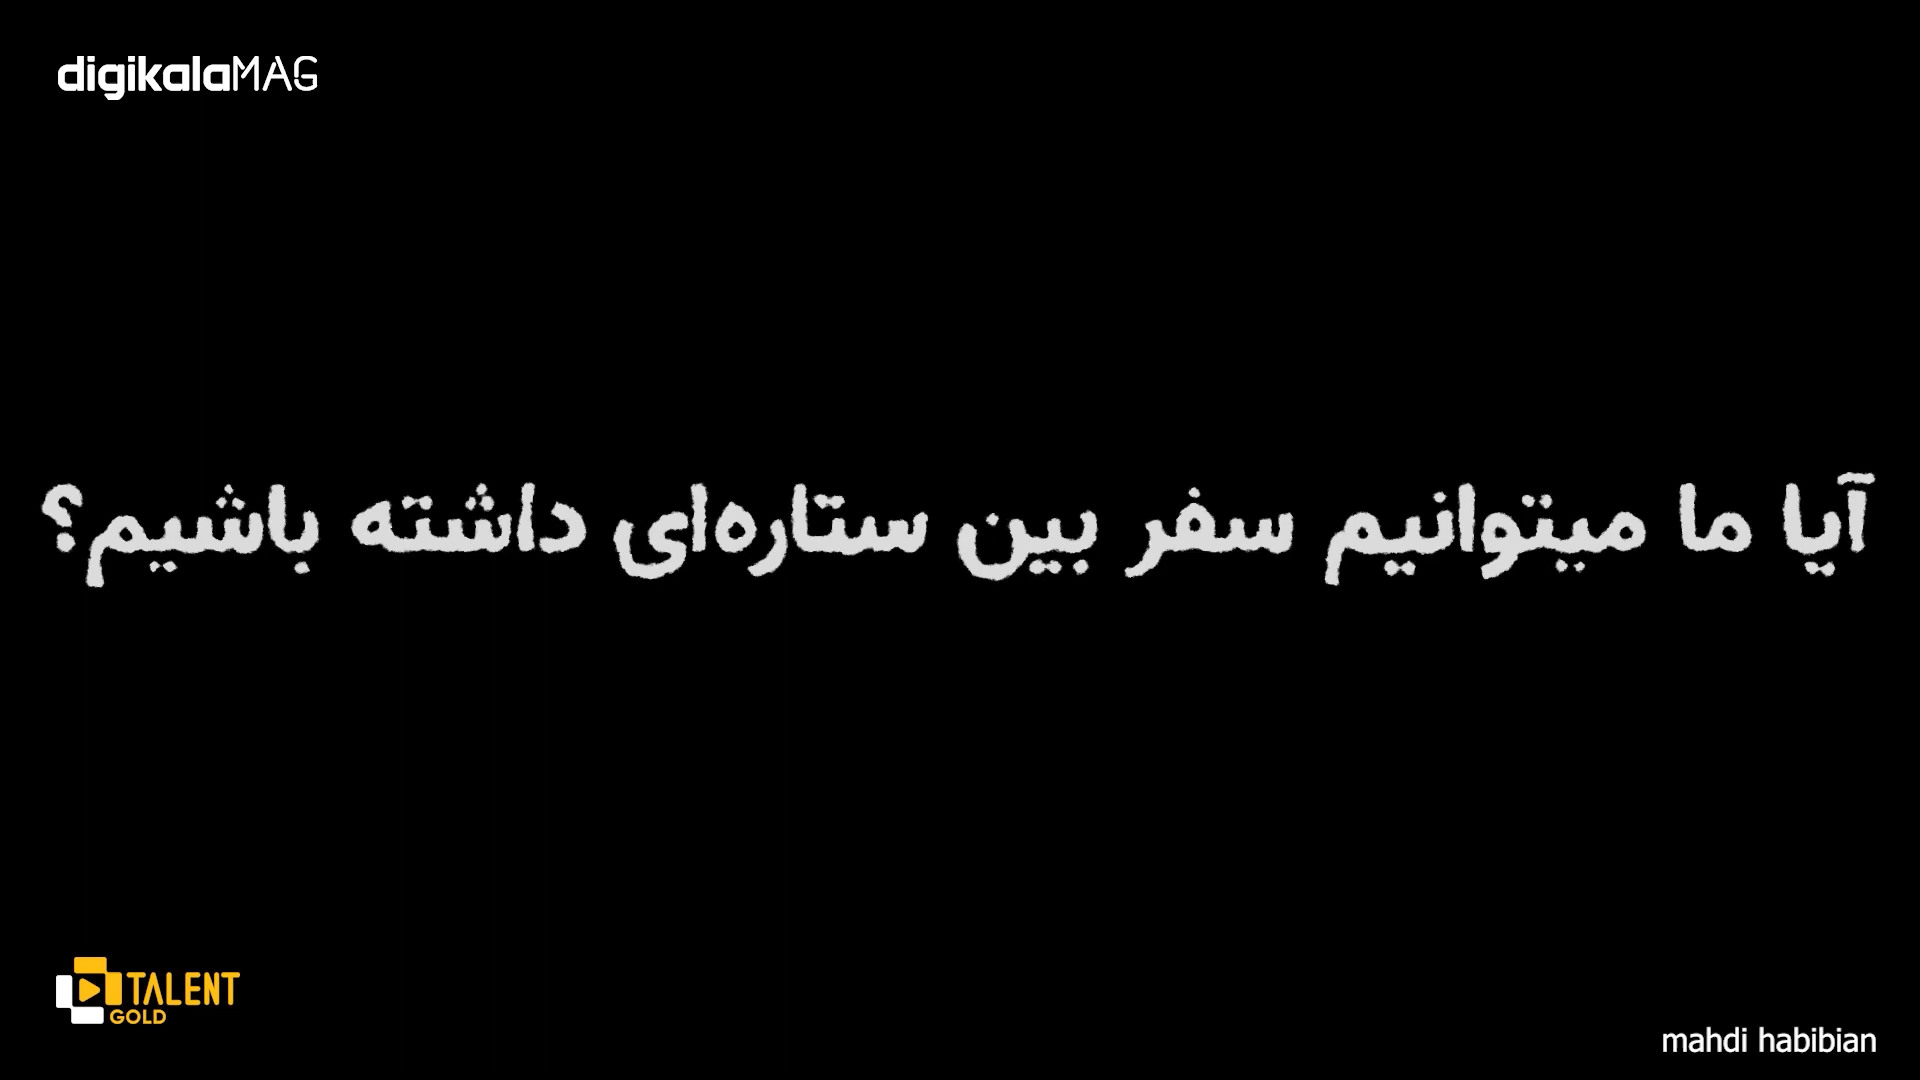 digikalaMAG
آیا ما میتوانیم سفر بین ستاره‌ای داشته باشیم؟
TALENT
GOLD
mahdi habibian